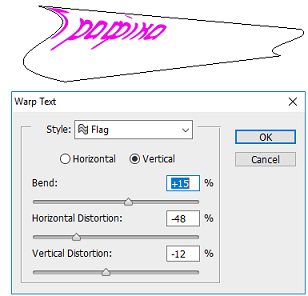 Warp Text
Style: Flag
Horizontal Vertical
OK
Cancel
Bend: +15 %
Horizontal Distortion: -48 %
Vertical Distortion: -12 %